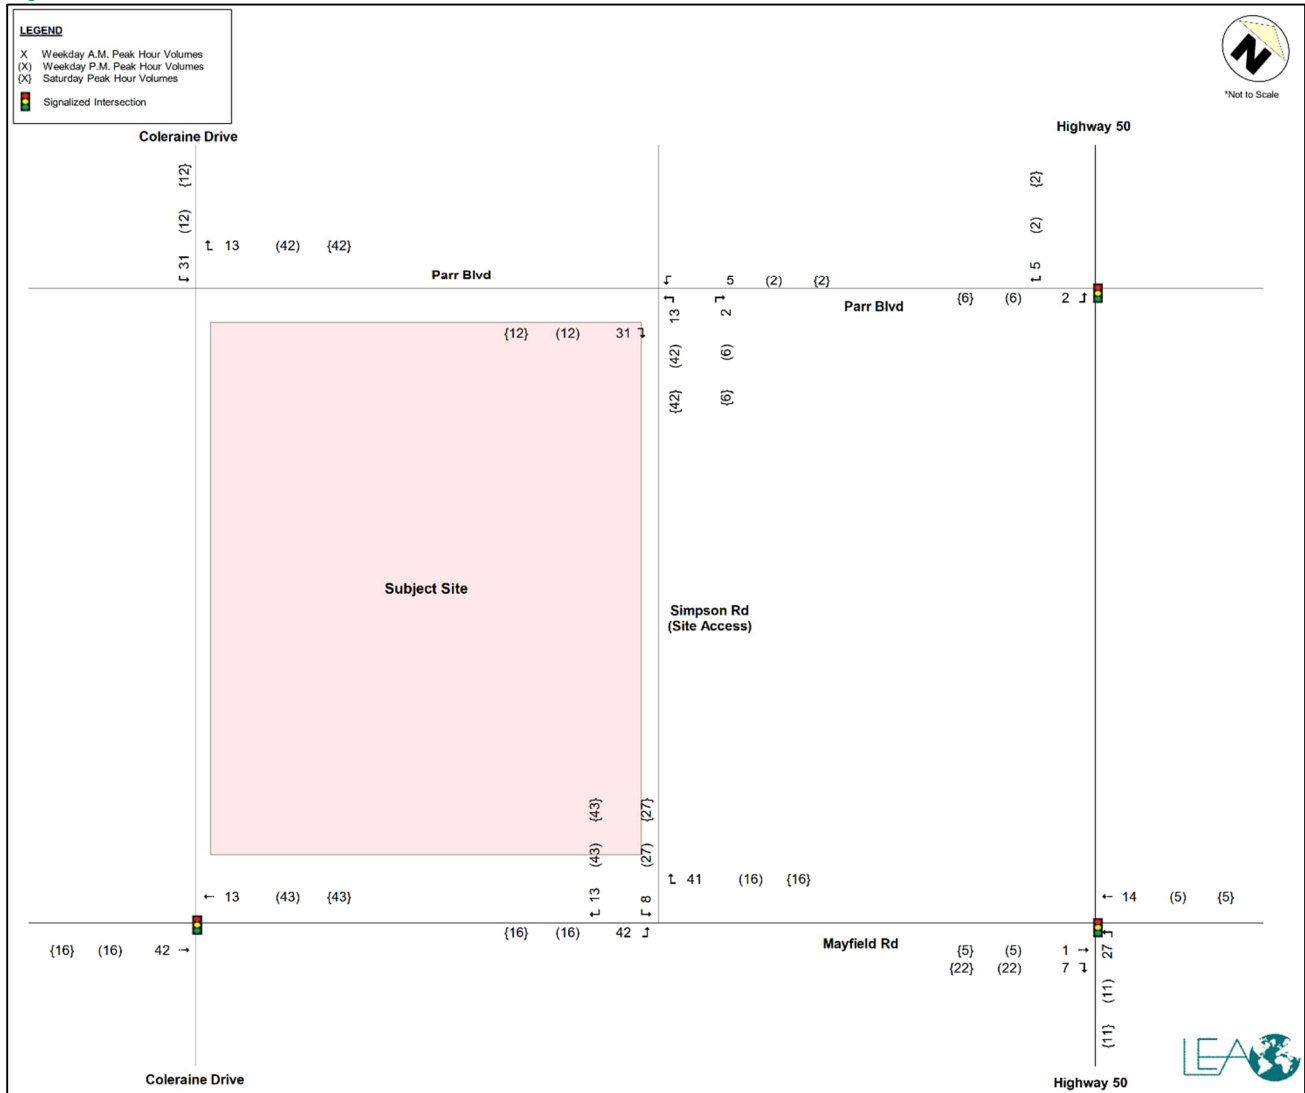 LEGEND
X Weekday A.M. Peak Hour Volumes
(X) Weekday P.M. Peak Hour Volumes
{X} Saturday Peak Hour Volumes
Signalized Intersection
N
*Not to Scale
Coleraine Drive
Highway 50
31 (12) {12}
13 (42) {42}
5 (2) {2}
Parr Blvd
5 (2) {2}
{6} (6) 2
Parr Blvd
{42} (42) 13
{6} (6) 2
{12} (12) 31
Subject Site
Simpson Rd
(Site Access)
13 (43) {43}
8 (27) {27}
41 (16) {16}
13 (43) {43}
14 (5) {5}
{16} (16) 42
Mayfield Rd
{16} (16) 42
{5} (5) 1
{22} (22) 7
{11} (11) 27
LEA
Coleraine Drive
Highway 50